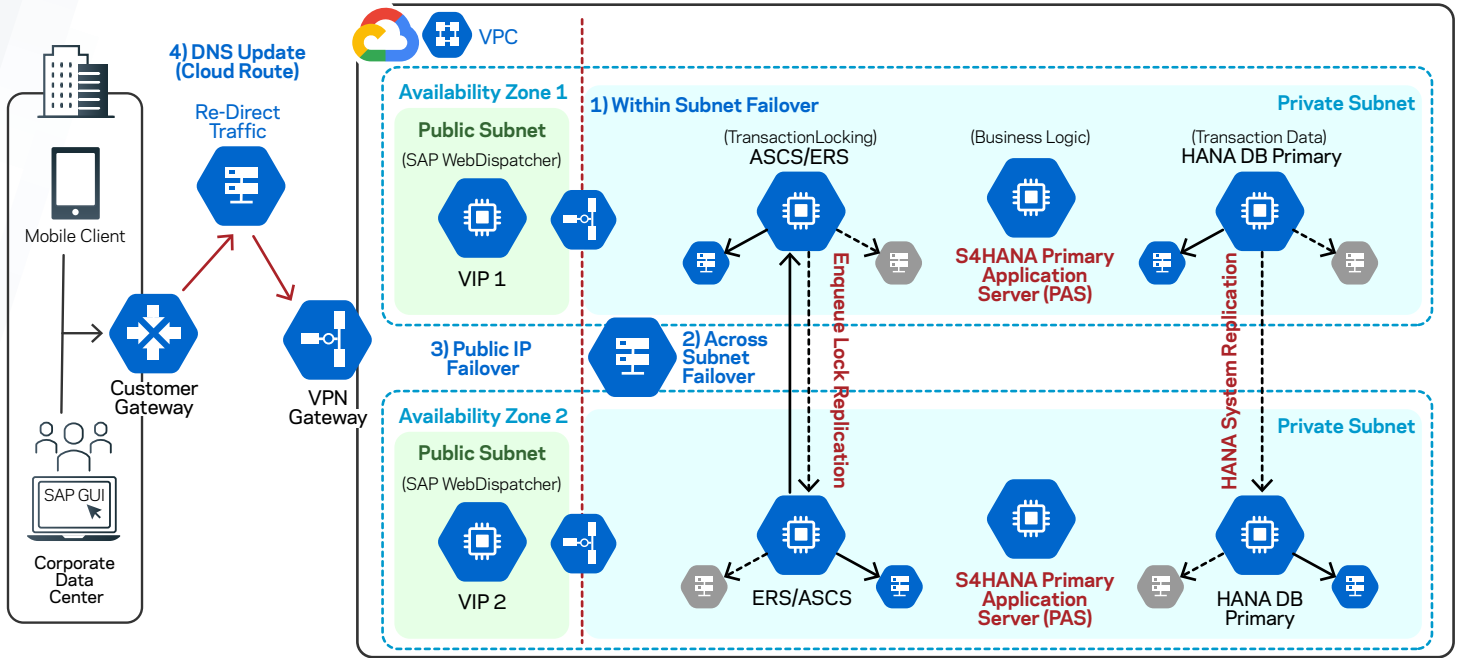 4) DNS Update
(Cloud Route)
Re-Direct
Traffic
Mobile Client
Customer
Gateway
VPN
Gateway
SAP GUI
Corporate
Data
Center
VPC
Availability Zone 1
Public Subnet
(SAP WebDispatcher)
VIP 1
1) Within Subnet Failover
Private Subnet
(TransactionLocking)
ASCS/ERS
(Business Logic)
S4HANA Primary
Application
Server (PAS)
(Transaction Data)
HANA DB Primary
Enqueue Lock Replication
HANA System Replication
3) Public IP
Failover
2) Across
Subnet
Failover
Availability Zone 2
Public Subnet
(SAP WebDispatcher)
VIP 2
Private Subnet
ERS/ASCS
S4HANA Primary
Application
Server (PAS)
HANA DB
Primary